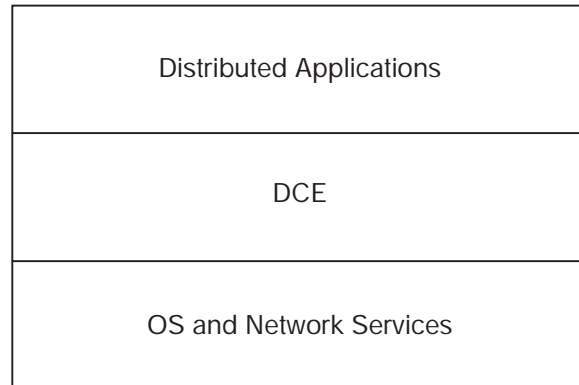 Distributed Applications
DCE
OS and Network Services